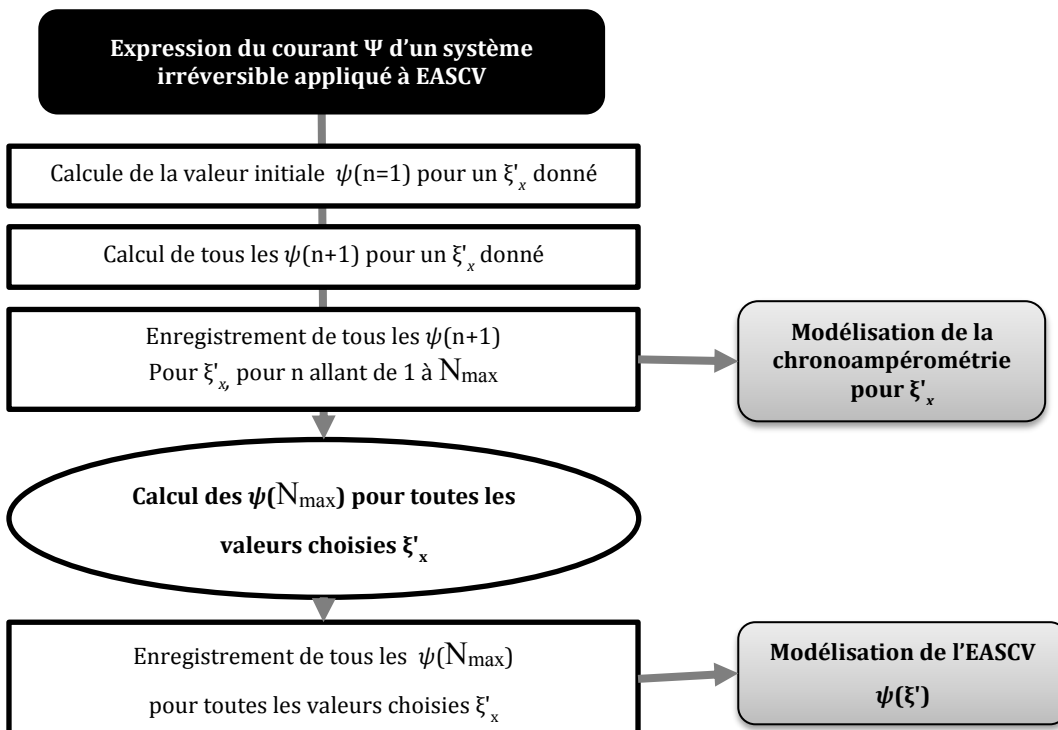 Expression du courant Ψ d’un système
irréversible appliqué à EASCV
Calcule de la valeur initiale ψ(n=1) pour un ξ'ₓ donné
Calcul de tous les ψ(n+1) pour un ξ'ₓ donné
Enregistrement de tous les ψ(n+1)
Pour ξ'ₓ, pour n allant de 1 à Nmax
Modélisation de la
chronoampérométrie
pour ξ'ₓ
Calcul des ψ(Nmax) pour toutes les
valeurs choisies ξ'ₓ
Enregistrement de tous les ψ(Nmax)
pour toutes les valeurs choisies ξ'ₓ
Modélisation de l’EASCV
ψ(ξ')